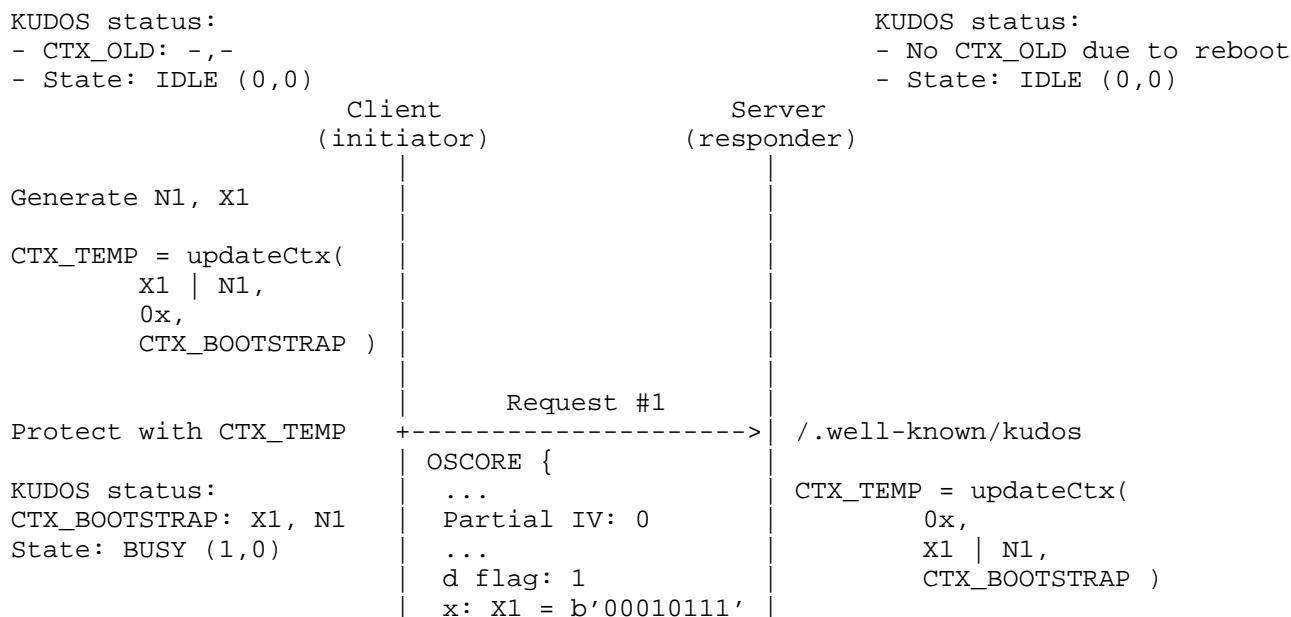 KUDOS status:                                         KUDOS status:
- CTX_OLD: -,-                                        - No CTX_OLD due to reboot
- State: IDLE (0,0)                                   - State: IDLE (0,0)
                     Client                  Server
                   (initiator)            (responder)
                         |                      |
Generate N1, X1          |                      |
                         |                      |
CTX_TEMP = updateCtx(    |                      |
        X1 | N1,         |                      |
        0x,              |                      |
        CTX_BOOTSTRAP )  |                      |
                         |                      |
                         |      Request #1      |
Protect with CTX_TEMP    +--------------------->| /.well-known/kudos
                         | OSCORE {             |
KUDOS status:            |  ...                 | CTX_TEMP = updateCtx(
CTX_BOOTSTRAP: X1, N1    |  Partial IV: 0       |         0x,
State: BUSY (1,0)        |  ...                 |         X1 | N1,
                         |  d flag: 1           |         CTX_BOOTSTRAP )
                         |  x: X1 = b’00010111’ |